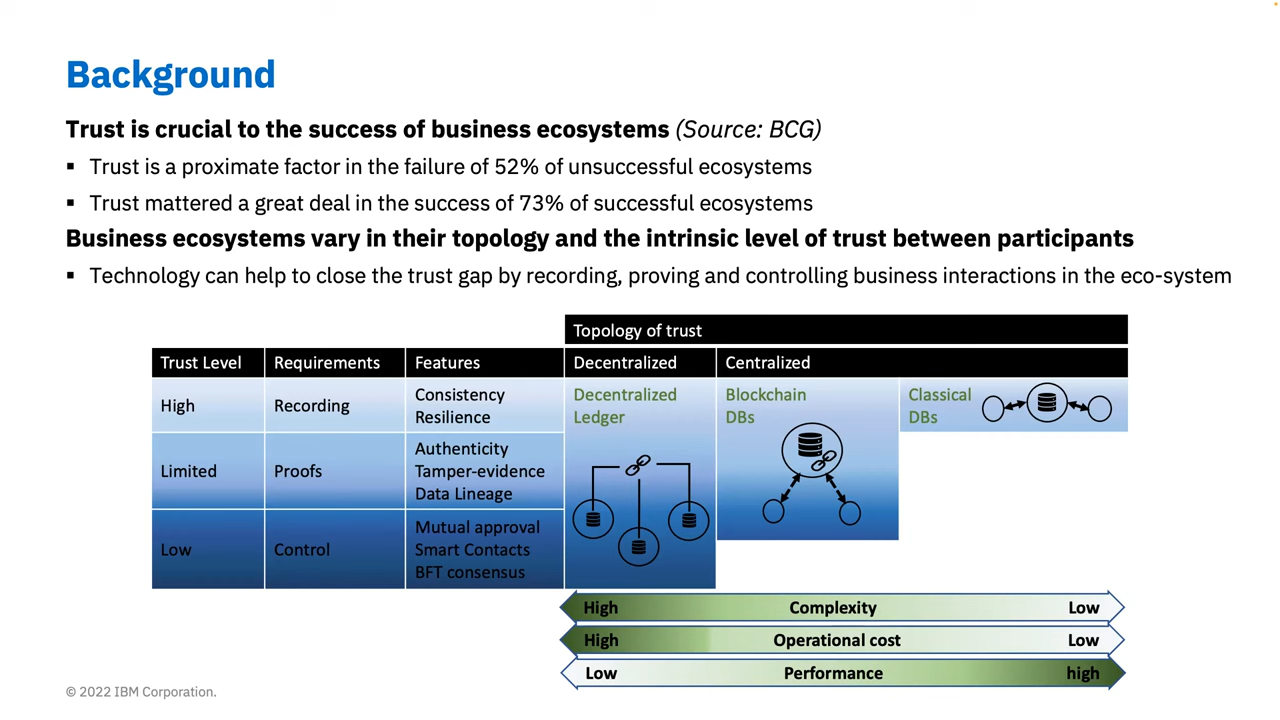 Background
Trust is crucial to the success of business ecosystems (Source: BCG)
▪ Trust is a proximate factor in the failure of 52% of unsuccessful ecosystems
▪ Trust mattered a great deal in the success of 73% of successful ecosystems
Business ecosystems vary in their topology and the intrinsic level of trust between participants
▪ Technology can help to close the trust gap by recording, proving and controlling business interactions in the eco-system
Topology of trust
Trust Level Requirements Features Decentralized Centralized
High Recording Consistency
Resilience
Decentralized
Ledger
Blockchain
DBs
Classical
DBs
Limited Proofs Authenticity
Tamper-evidence
Data Lineage
Low Control Mutual approval
Smart Contacts
BFT consensus
High Complexity Low
High Operational cost Low
Low Performance high
© 2022 IBM Corporation.